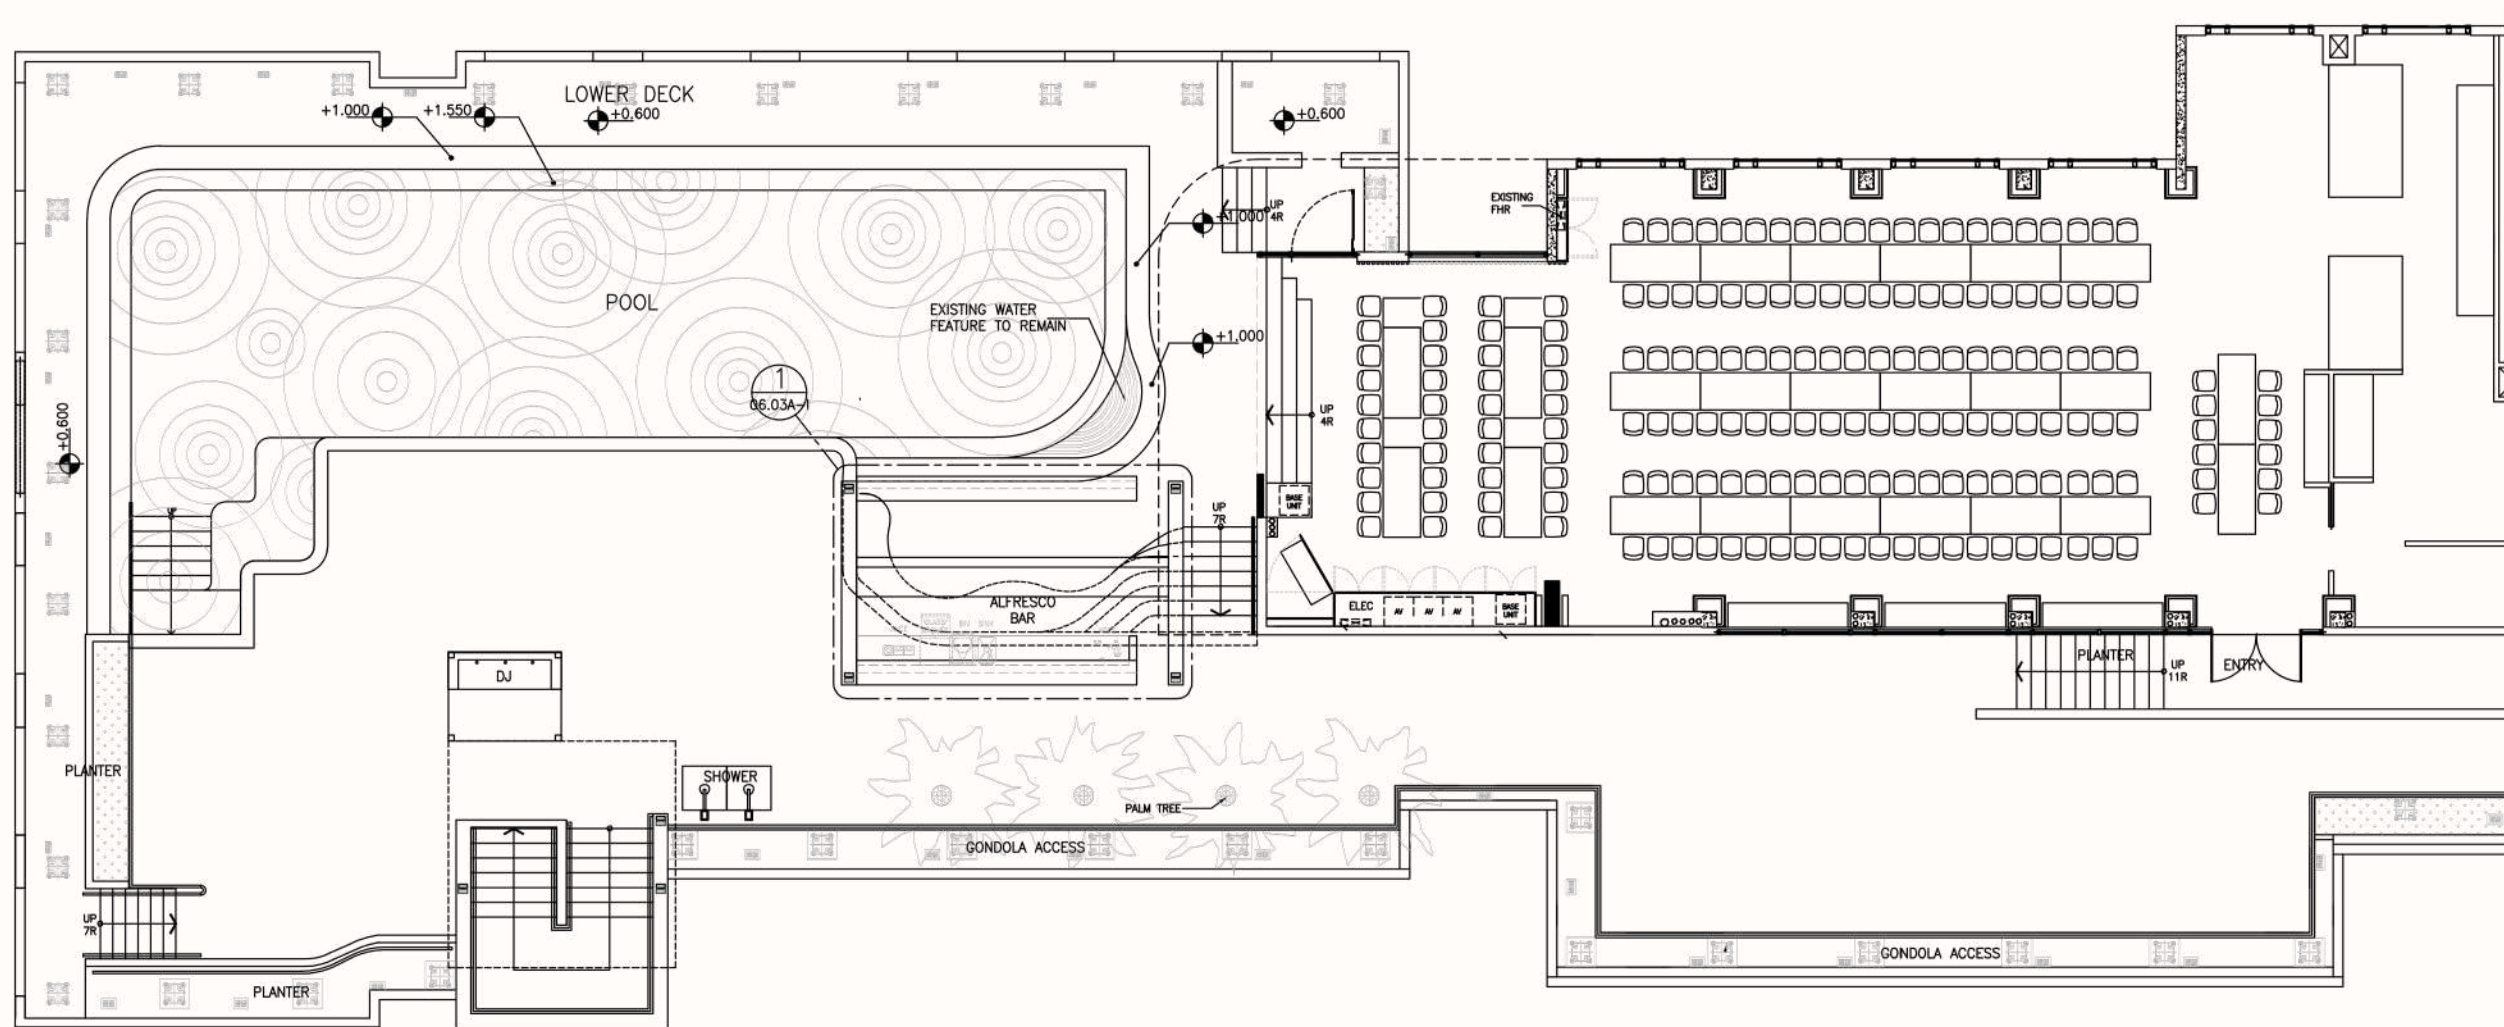 LOWER DECK
+1.000
+1.550
+0.600
+0.600
UP
4R
+1.000
EXISTING
FHR
POOL
EXISTING WATER
FEATURE TO REMAIN
+1.000
1
06.03A-1
+0.600
UP
4R
BASE
UNIT
UP
7R
UP
ALFRESCO
BAR
ELEC
AV
AV
AV
BASE
UNIT
DJ
PLANTER
UP
11R
ENTRY
PLANTER
SHOWER
PALM TREE
GONDOLA ACCESS
UP
7R
GONDOLA ACCESS
PLANTER